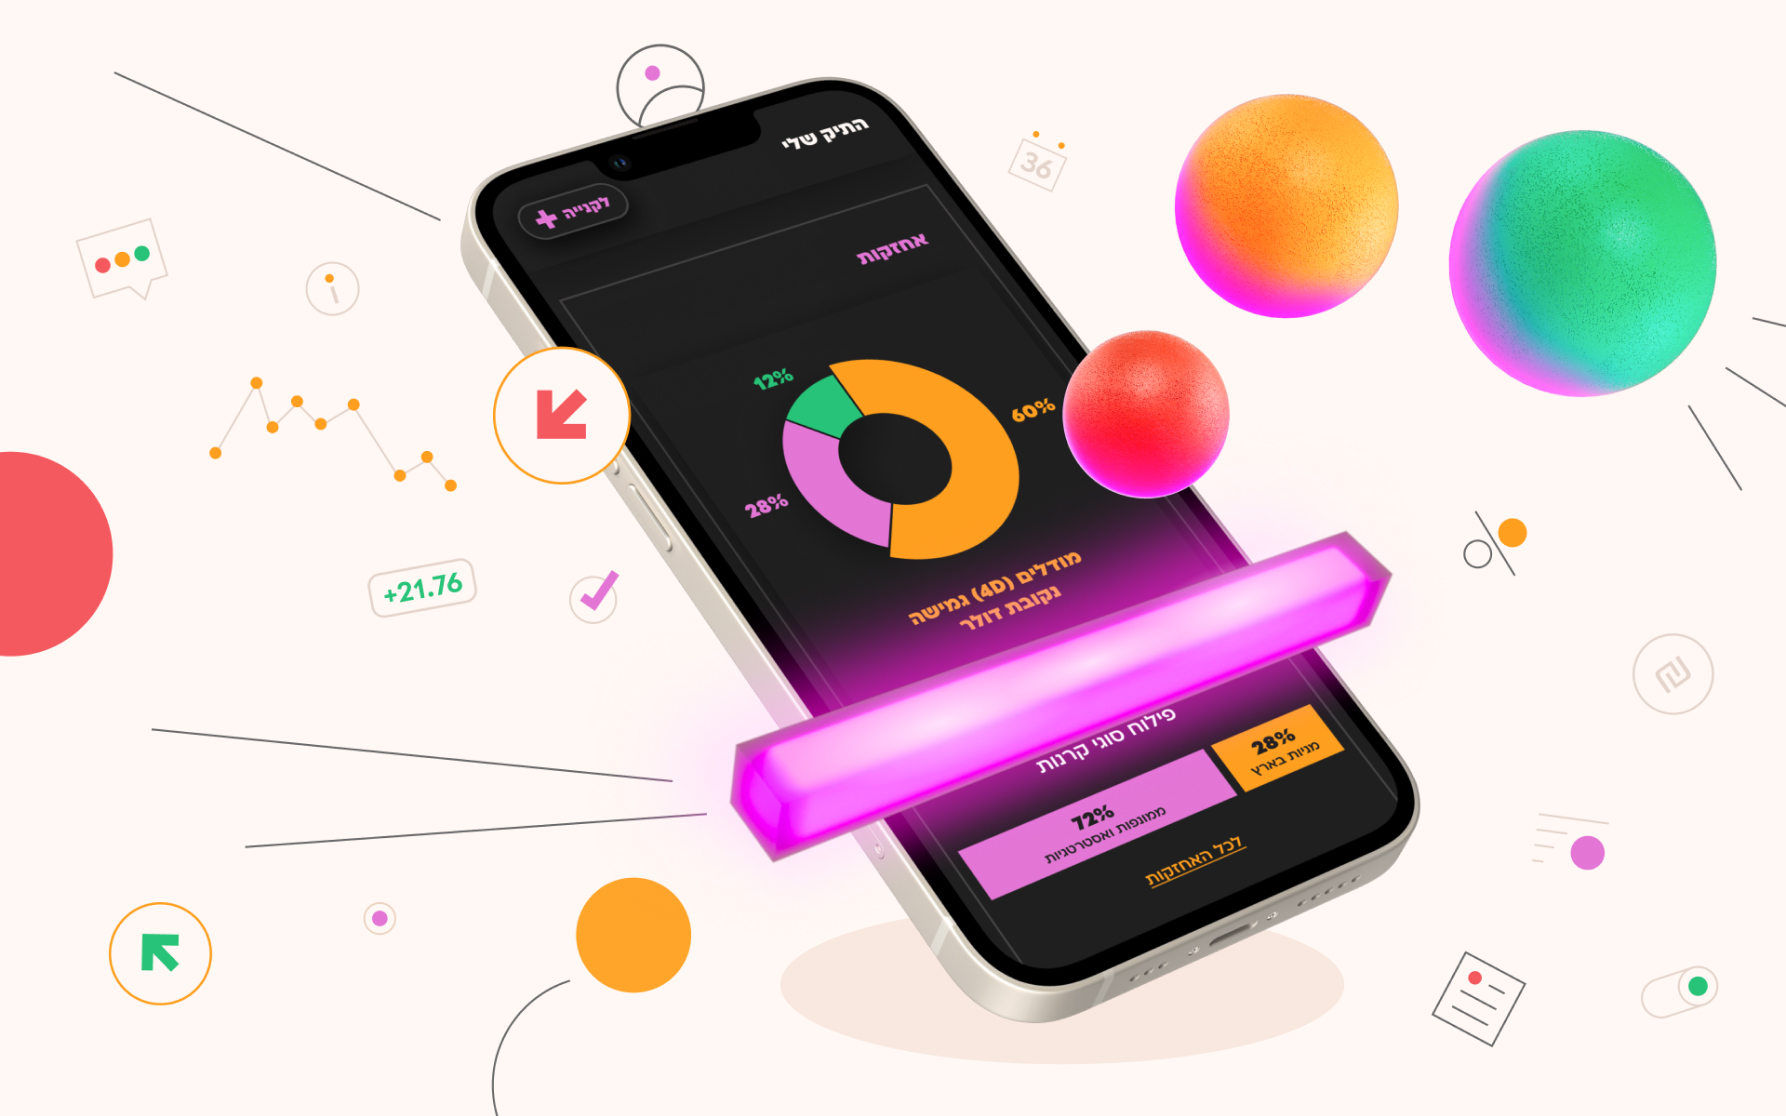 התיק שלי
לקנייה
אחזקות
12%
60%
28%
מודלים (4D) גמישה
נקובת דולר
פילוח סוגי קרנות
28%
מניות בארץ
72%
ממונפות ואסטרטגיות
לכל האחזקות
36
+21.76